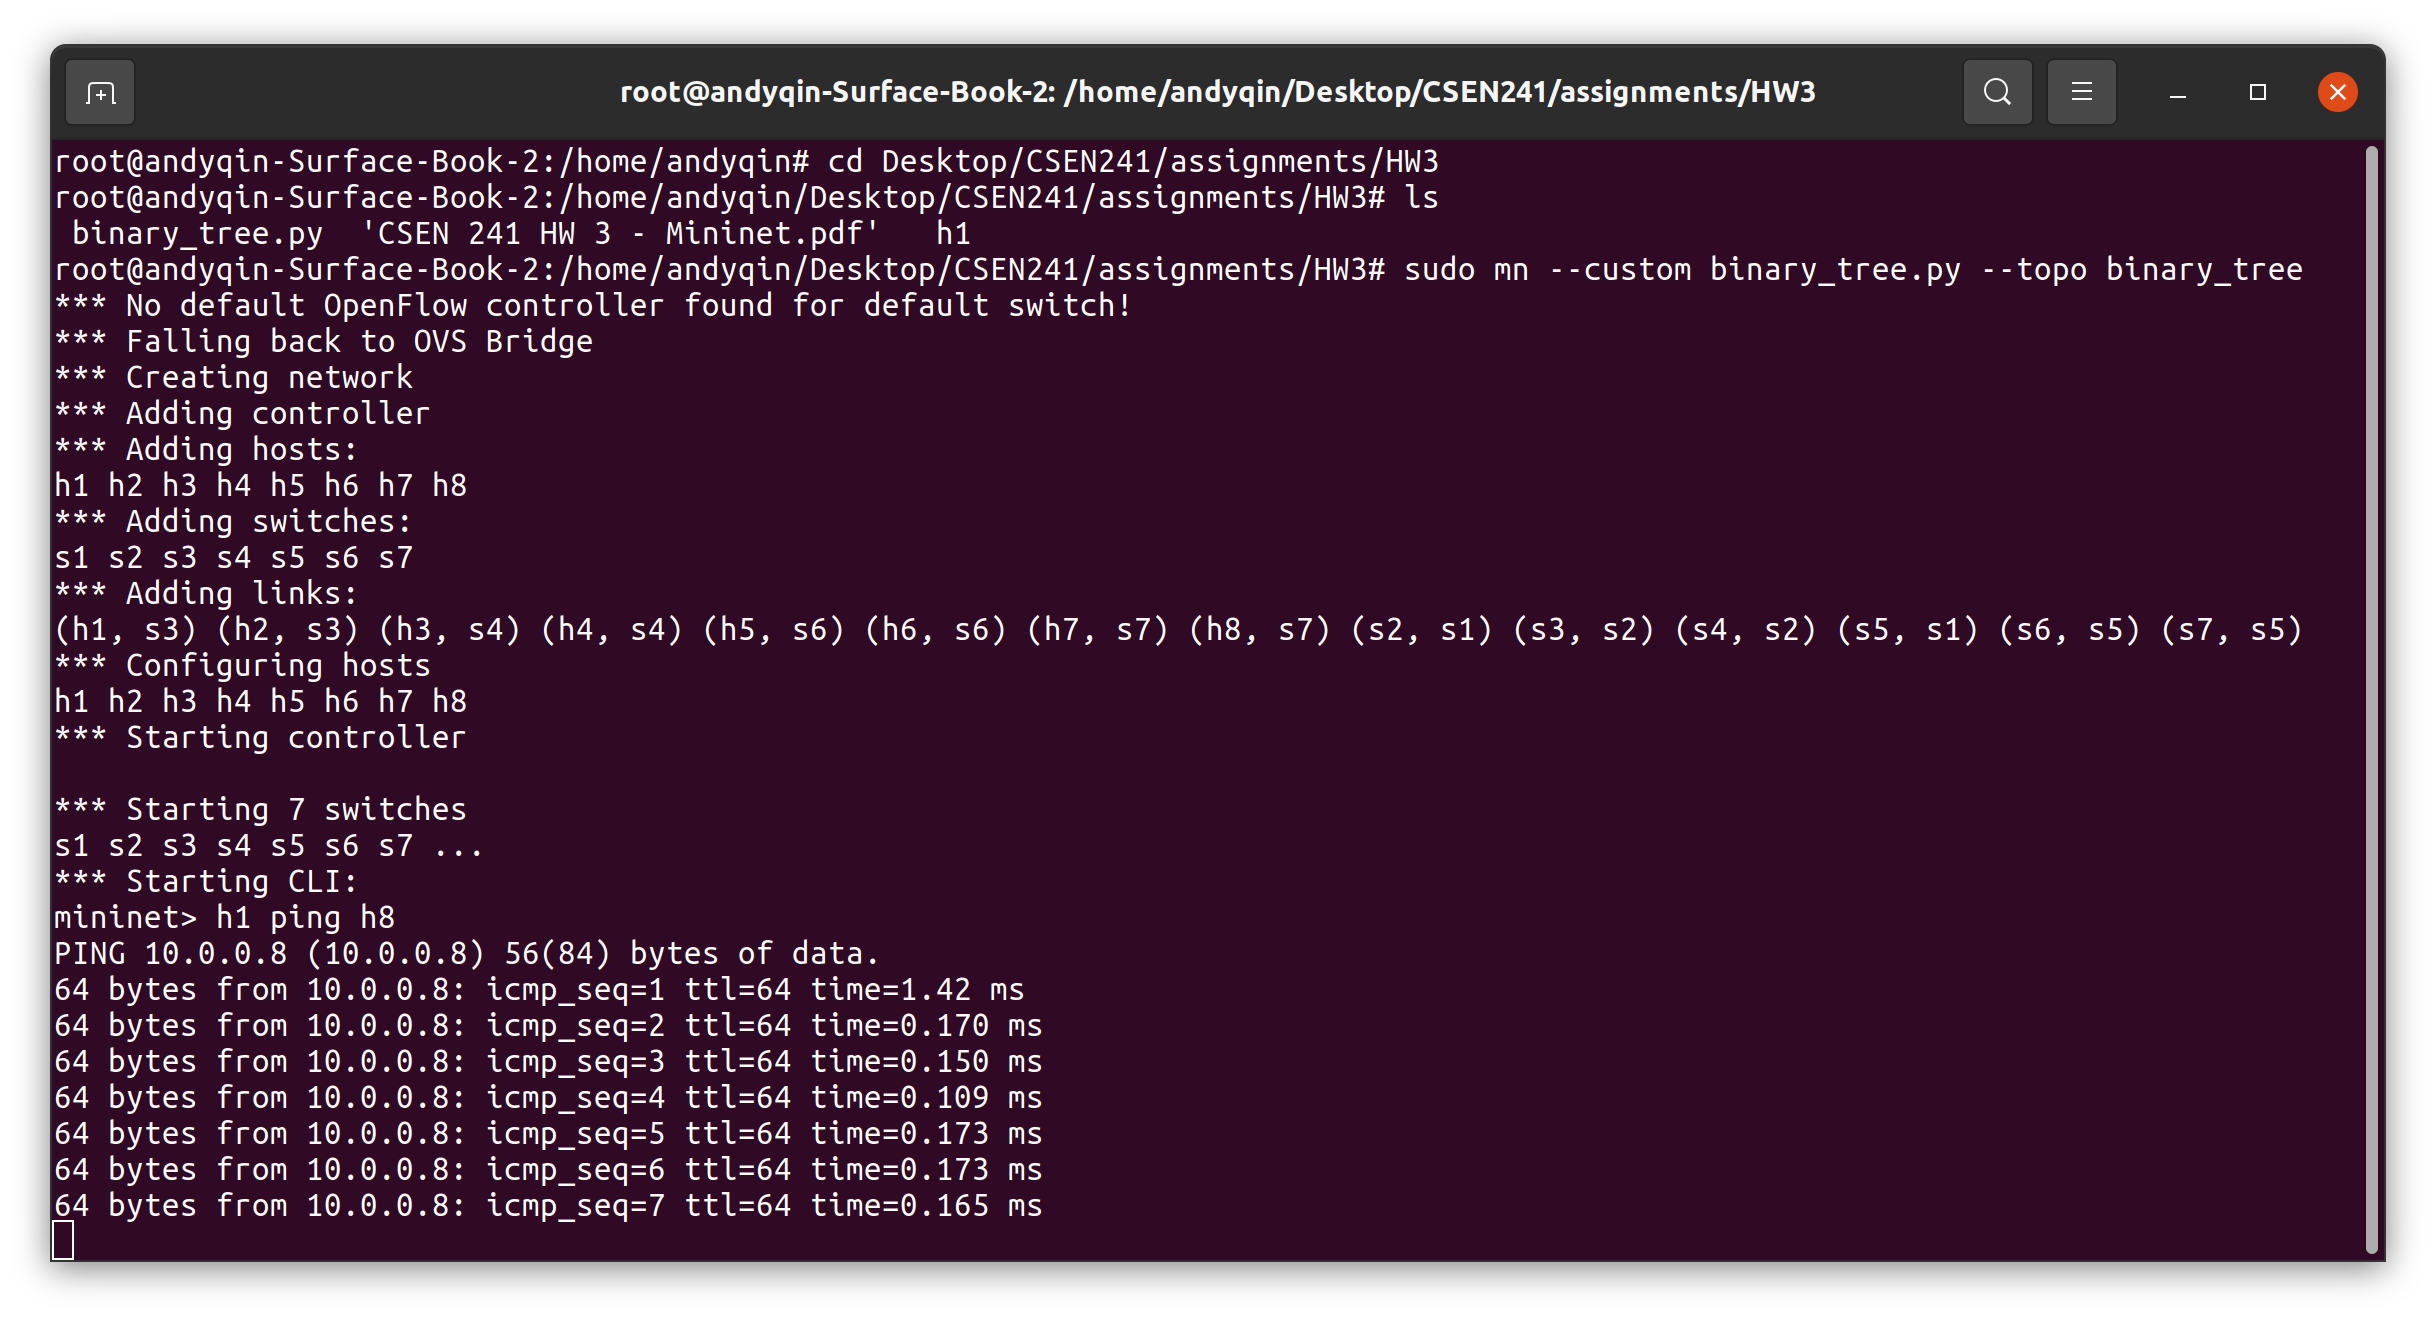 root@andyqin-Surface-Book-2: /home/andyqin/Desktop/CSEN241/assignments/HW3
root@andyqin-Surface-Book-2:/home/andyqin# cd Desktop/CSEN241/assignments/HW3
root@andyqin-Surface-Book-2:/home/andyqin/Desktop/CSEN241/assignments/HW3# ls
 binary_tree.py  'CSEN 241 HW 3 - Mininet.pdf'   h1
root@andyqin-Surface-Book-2:/home/andyqin/Desktop/CSEN241/assignments/HW3# sudo mn --custom binary_tree.py --topo binary_tree
*** No default OpenFlow controller found for default switch!
*** Falling back to OVS Bridge
*** Creating network
*** Adding controller
*** Adding hosts:
h1 h2 h3 h4 h5 h6 h7 h8
*** Adding switches:
s1 s2 s3 s4 s5 s6 s7
*** Adding links:
(h1, s3) (h2, s3) (h3, s4) (h4, s4) (h5, s6) (h6, s6) (h7, s7) (h8, s7) (s2, s1) (s3, s2) (s4, s2) (s5, s1) (s6, s5) (s7, s5)
*** Configuring hosts
h1 h2 h3 h4 h5 h6 h7 h8
*** Starting controller

*** Starting 7 switches
s1 s2 s3 s4 s5 s6 s7 ...
*** Starting CLI:
mininet> h1 ping h8
PING 10.0.0.8 (10.0.0.8) 56(84) bytes of data.
64 bytes from 10.0.0.8: icmp_seq=1 ttl=64 time=1.42 ms
64 bytes from 10.0.0.8: icmp_seq=2 ttl=64 time=0.170 ms
64 bytes from 10.0.0.8: icmp_seq=3 ttl=64 time=0.150 ms
64 bytes from 10.0.0.8: icmp_seq=4 ttl=64 time=0.109 ms
64 bytes from 10.0.0.8: icmp_seq=5 ttl=64 time=0.173 ms
64 bytes from 10.0.0.8: icmp_seq=6 ttl=64 time=0.173 ms
64 bytes from 10.0.0.8: icmp_seq=7 ttl=64 time=0.165 ms